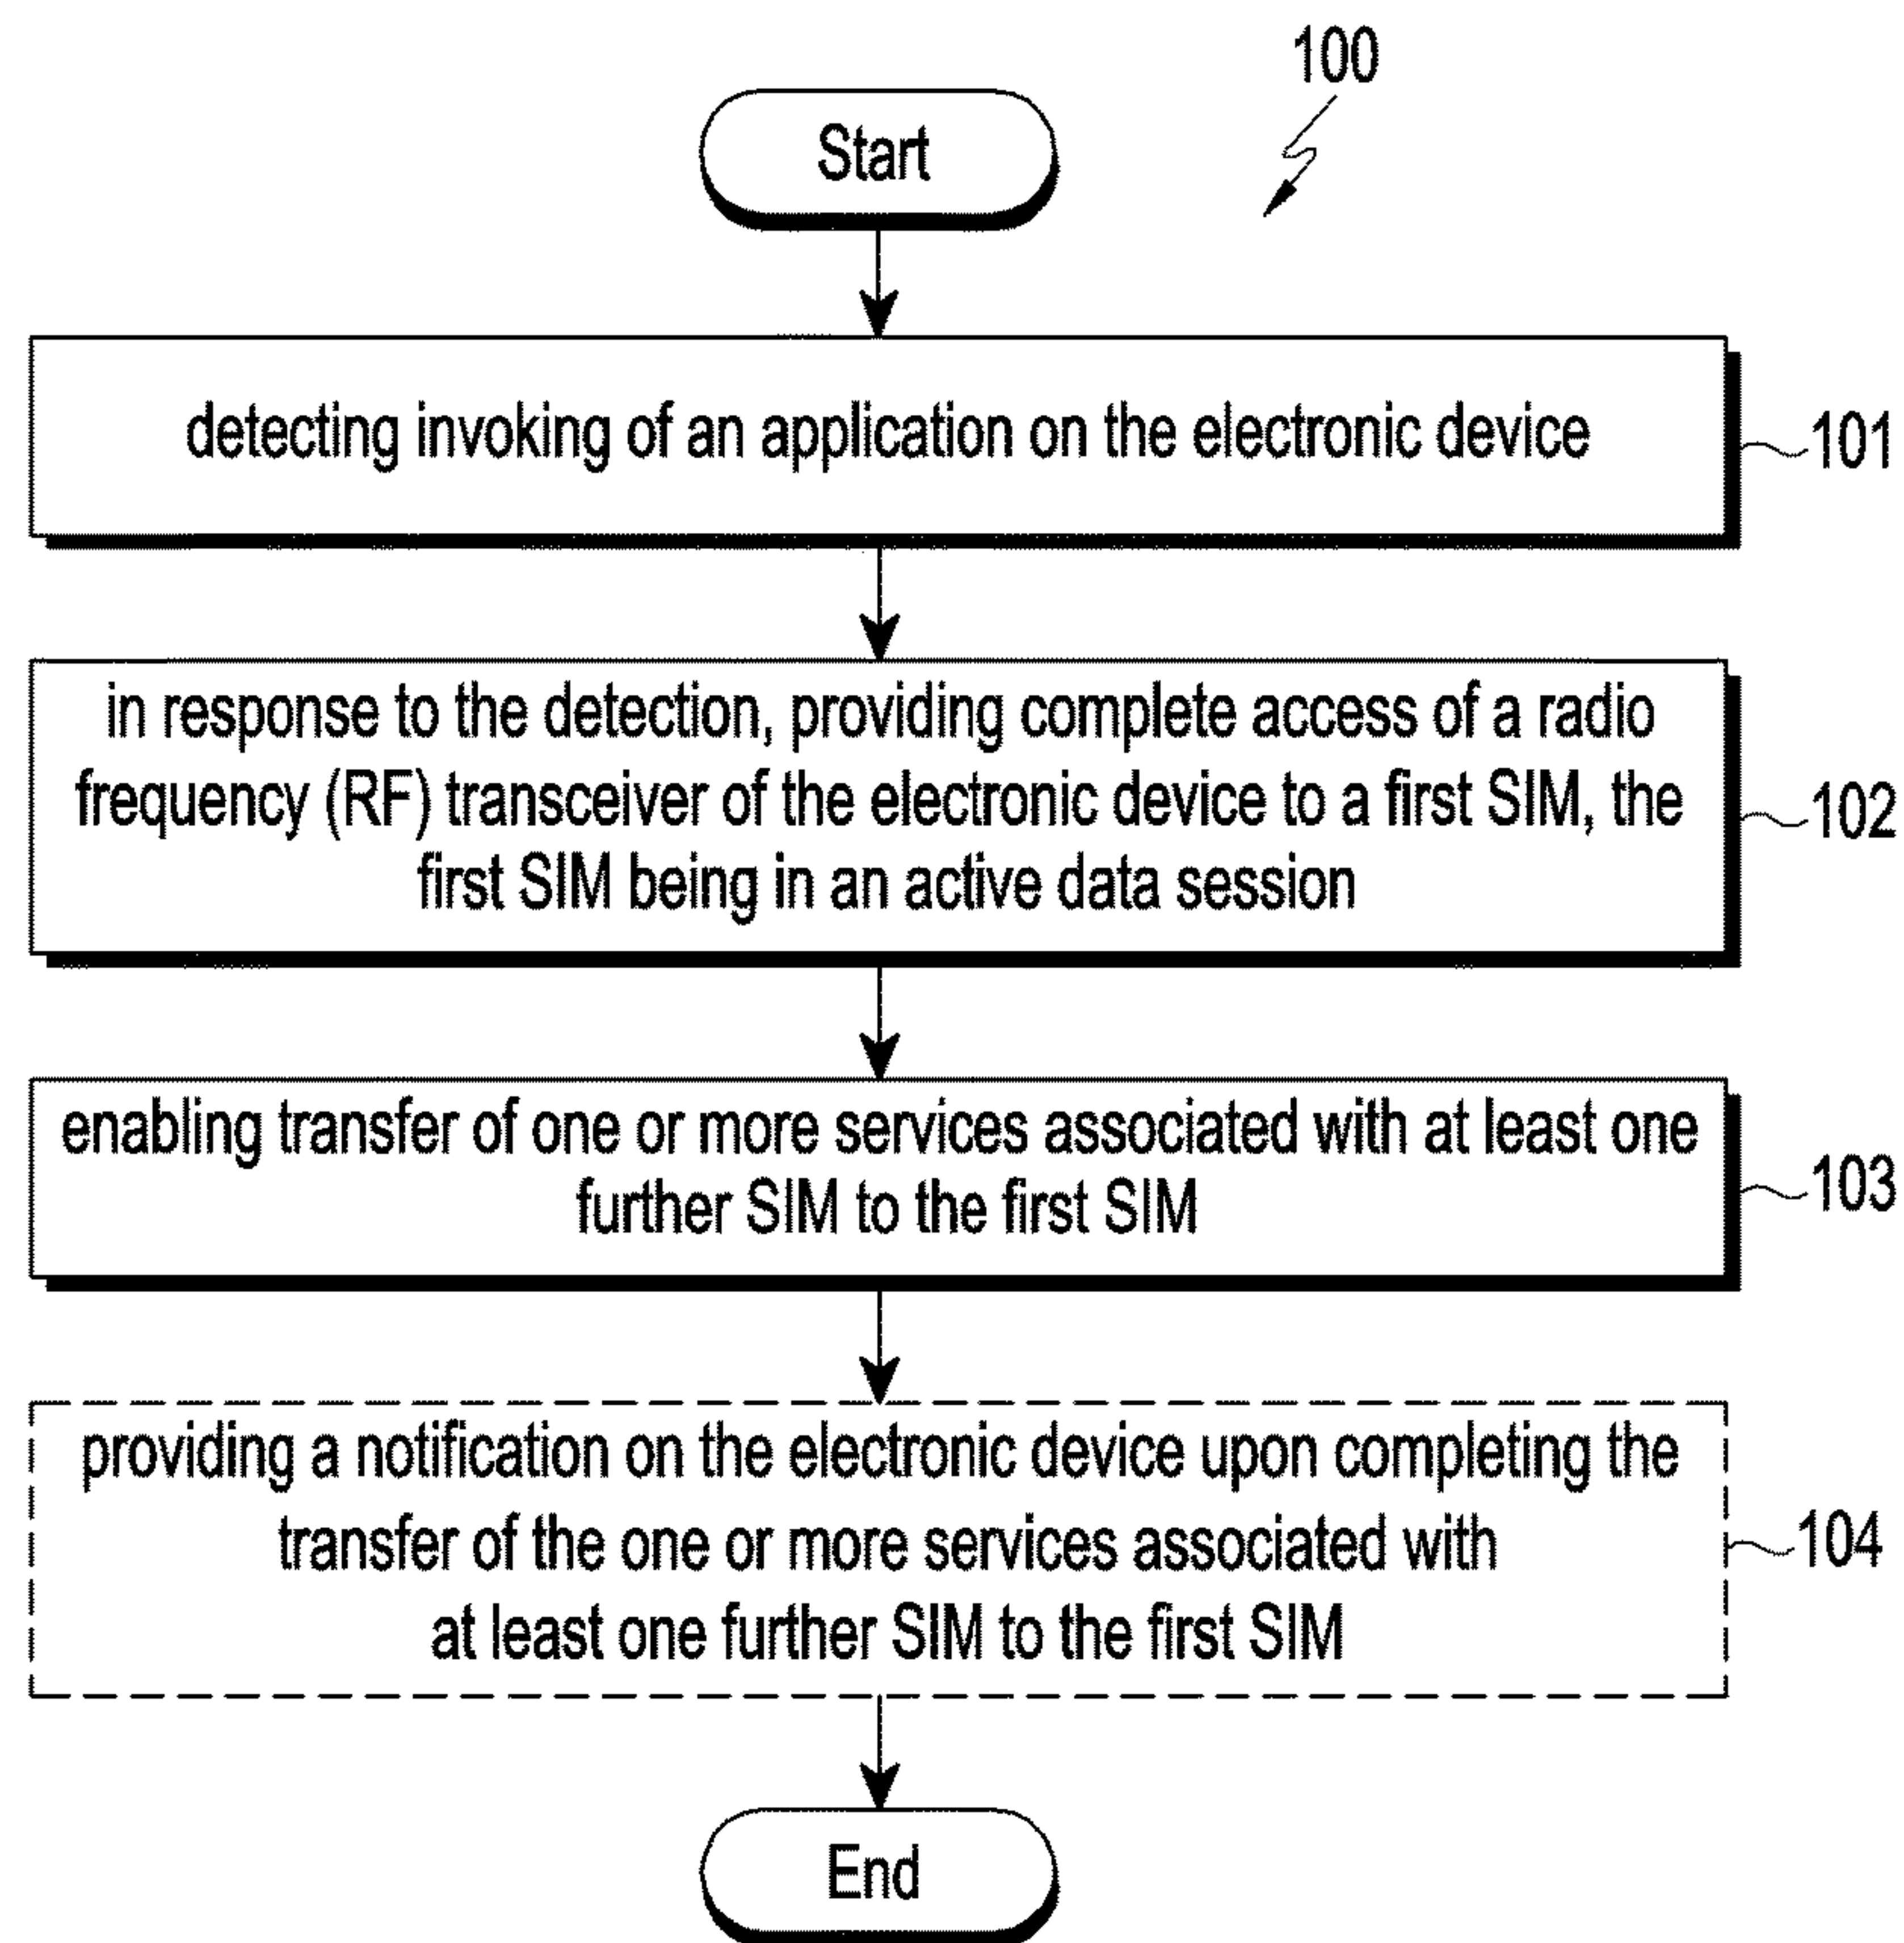 100
Start
detecting invoking of an application on the electronic device
101
in response to the detection, providing complete access of a radio
frequency (RF) transceiver of the electronic device to a first SIM, the
first SIM being in an active data session
102
enabling transfer of one or more services associated with at least one
further SIM to the first SIM
103
providing a notification on the electronic device upon completing the
transfer of the one or more services associated with
at least one further SIM to the first SIM
104
End